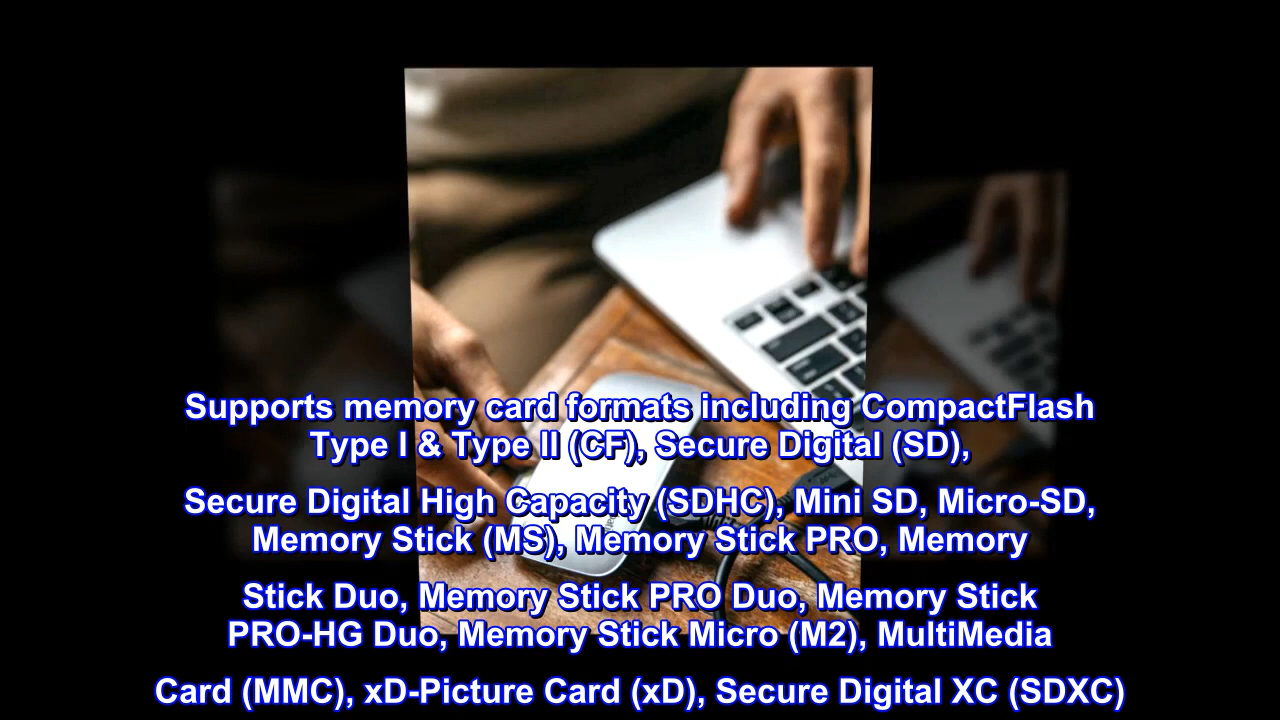 Supports memory card formats including CompactFlash
Type I & Type II (CF), Secure Digital (SD),
Secure Digital High Capacity (SDHC), Mini SD, Micro-SD,
Memory Stick (MS), Memory Stick PRO, Memory
Stick Duo, Memory Stick PRO Duo, Memory Stick
PRO-HG Duo, Memory Stick Micro (M2), MultiMedia
Card (MMC), xD-Picture Card (xD), Secure Digital XC (SDXC)